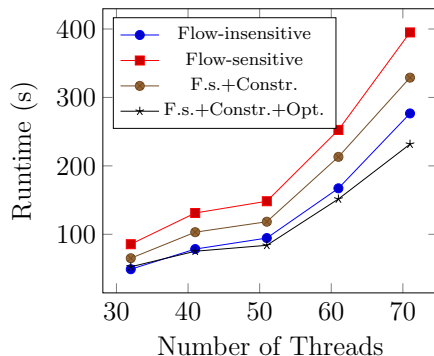 400
300
200
100
Runtime (s)
Flow-insensitive
Flow-sensitive
F.s.+Constr.
F.s.+Constr.+Opt.
30 40 50 60 70
Number of Threads